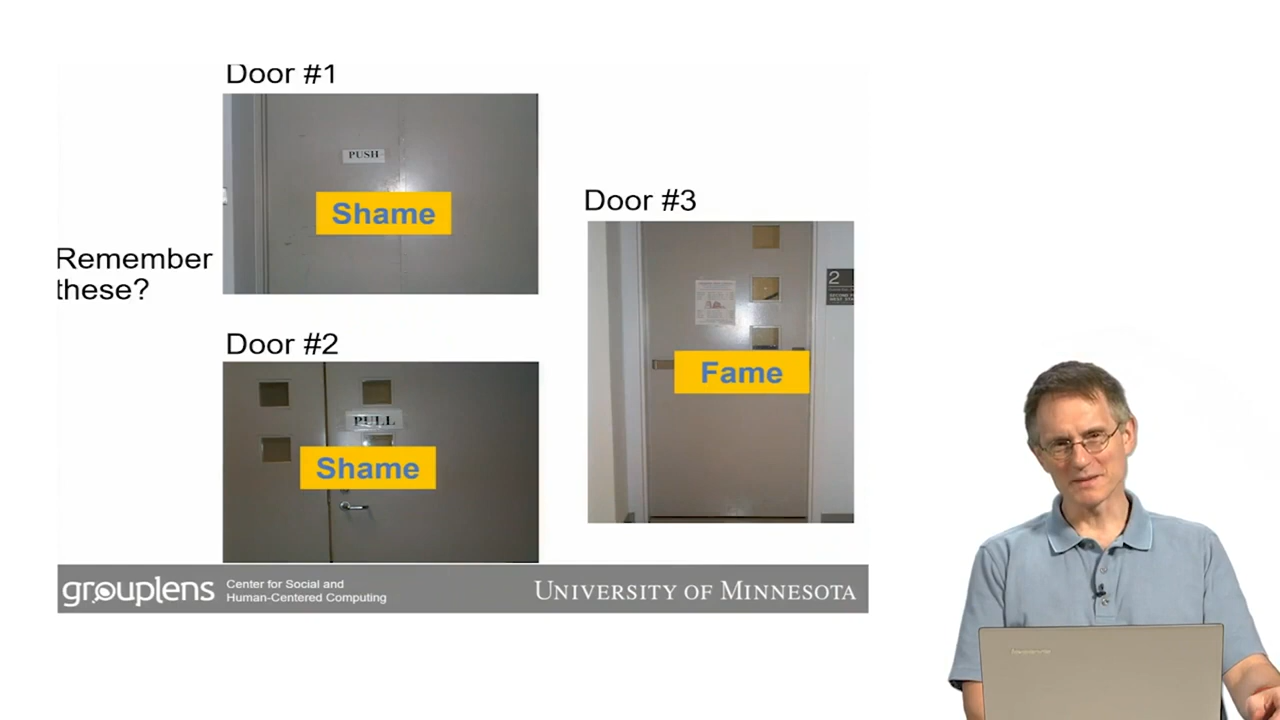 Door #1
PUSH
Shame
Remember
these?
Door #2
PULL
Shame
Door #3
2
Fame
grouplens
Center for Social and
Human-Centered Computing
UNIVERSITY OF MINNESOTA